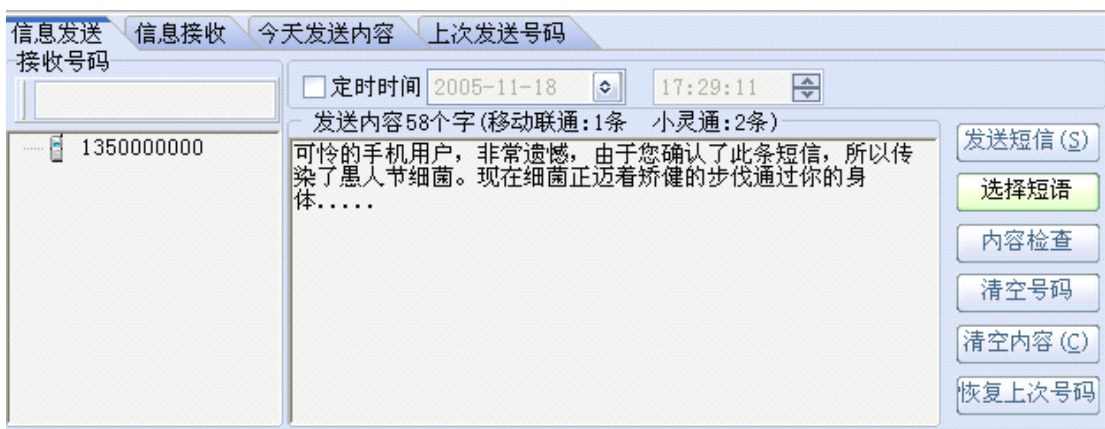 信息发送 信息接收 今天发送内容 上次发送号码
接收号码
定时时间 2005-11-18 17:29:11
发送内容58个字(移动联通:1条 小灵通:2条)
1350000000
可怜的手机用户，非常遗憾，由于您确认了此条短信，所以传
染了愚人节细菌。现在细菌正迈着矫健的步伐通过你的身
体.....
发送短信(S)
选择短语
内容检查
清空号码
清空内容(C)
恢复上次号码